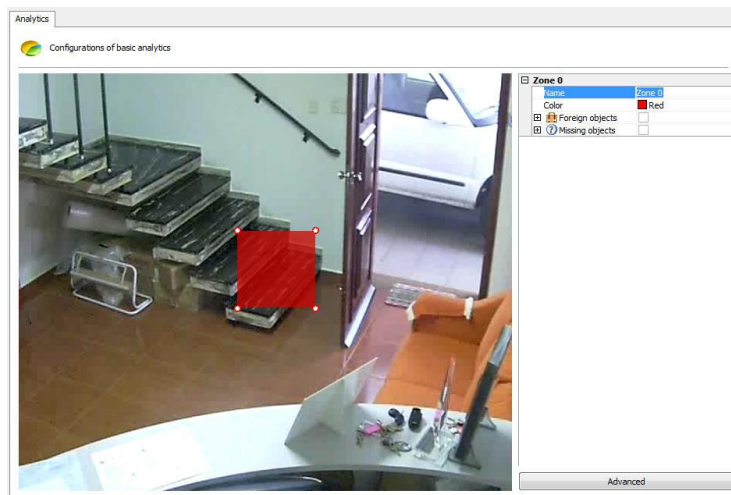 Analytics
Configurations of basic analytics
Zone 0
Name Zone 0
Color Red
Foreign objects
Missing objects
Advanced